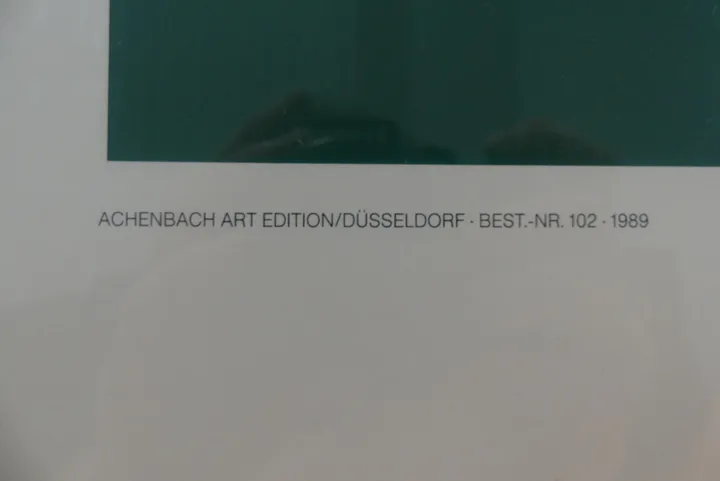 ACHENBACH ART EDITION/DÜSSELDORF · BEST.-NR. 102 · 1989